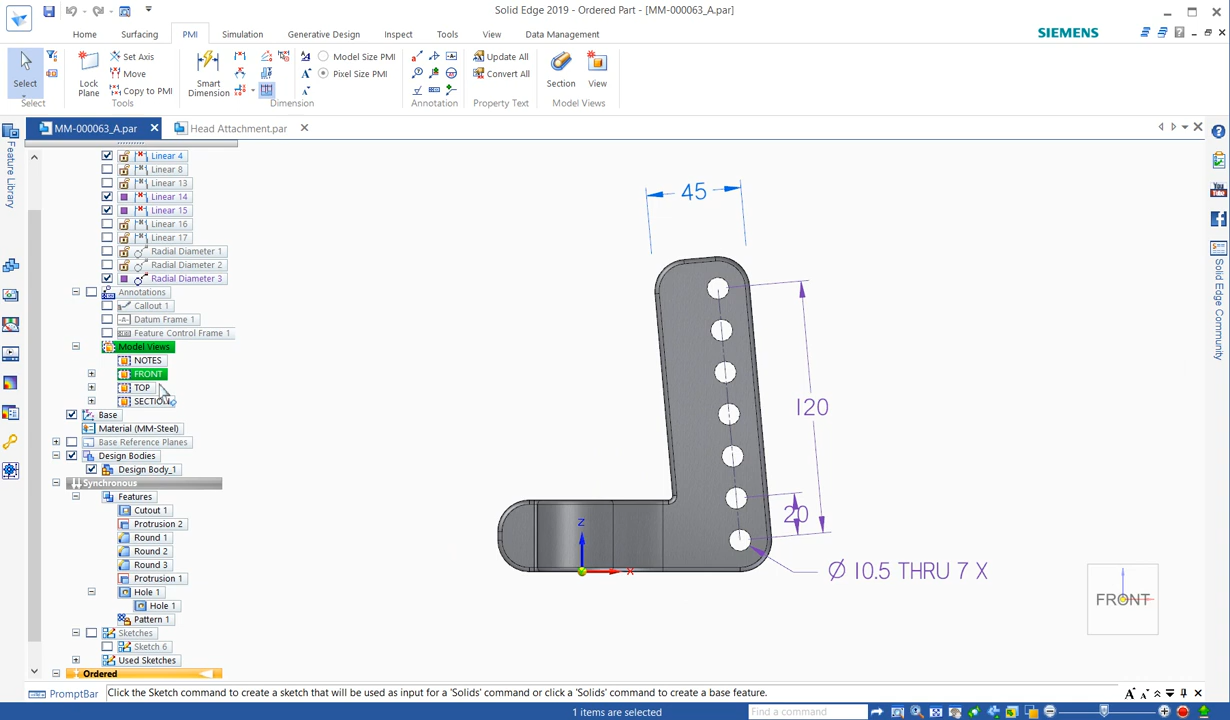 Solid Edge 2019 - Ordered Part - [MM-000063_A.par]
Home Surfacing PMI Simulation Generative Design Inspect Tools View Data Management SIEMENS
Select
Lock Plane
Set Axis
Move
Copy to PMI
Smart Dimension
Model Size PMI
Pixel Size PMI
Update All
Convert All
Section
View
Select Tools Dimension Annotation Property Text Model Views
MM-000063_A.par Head Attachment.par
Feature Library
Linear 4
Linear 8
Linear 13
Linear 14
Linear 15
Linear 16
Linear 17
Radial Diameter 1
Radial Diameter 2
Radial Diameter 3
Annotations
Callout 1
Datum Frame 1
Feature Control Frame 1
Model Views
NOTES
FRONT
TOP
SECTION
Base
Material (MM-Steel)
Base Reference Planes
Design Bodies
Design Body_1
Synchronous
Features
Cutout 1
Protrusion 2
Round 1
Round 2
Round 3
Protrusion 1
Hole 1
Hole 1
Pattern 1
Sketches
Sketch 6
Used Sketches
Ordered
45
120
20
Ø 10.5 THRU 7 X
Z
X
FRONT
Solid Edge Community
PromptBar Click the Sketch command to create a sketch that will be used as input for a 'Solids' command or click a 'Solids' command to create a base feature.
1 items are selected Find a command